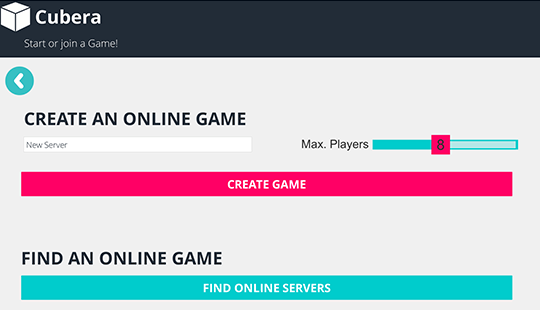 Cubera
Start or join a Game!
CREATE AN ONLINE GAME
New Server
Max. Players 8
CREATE GAME
FIND AN ONLINE GAME
FIND ONLINE SERVERS